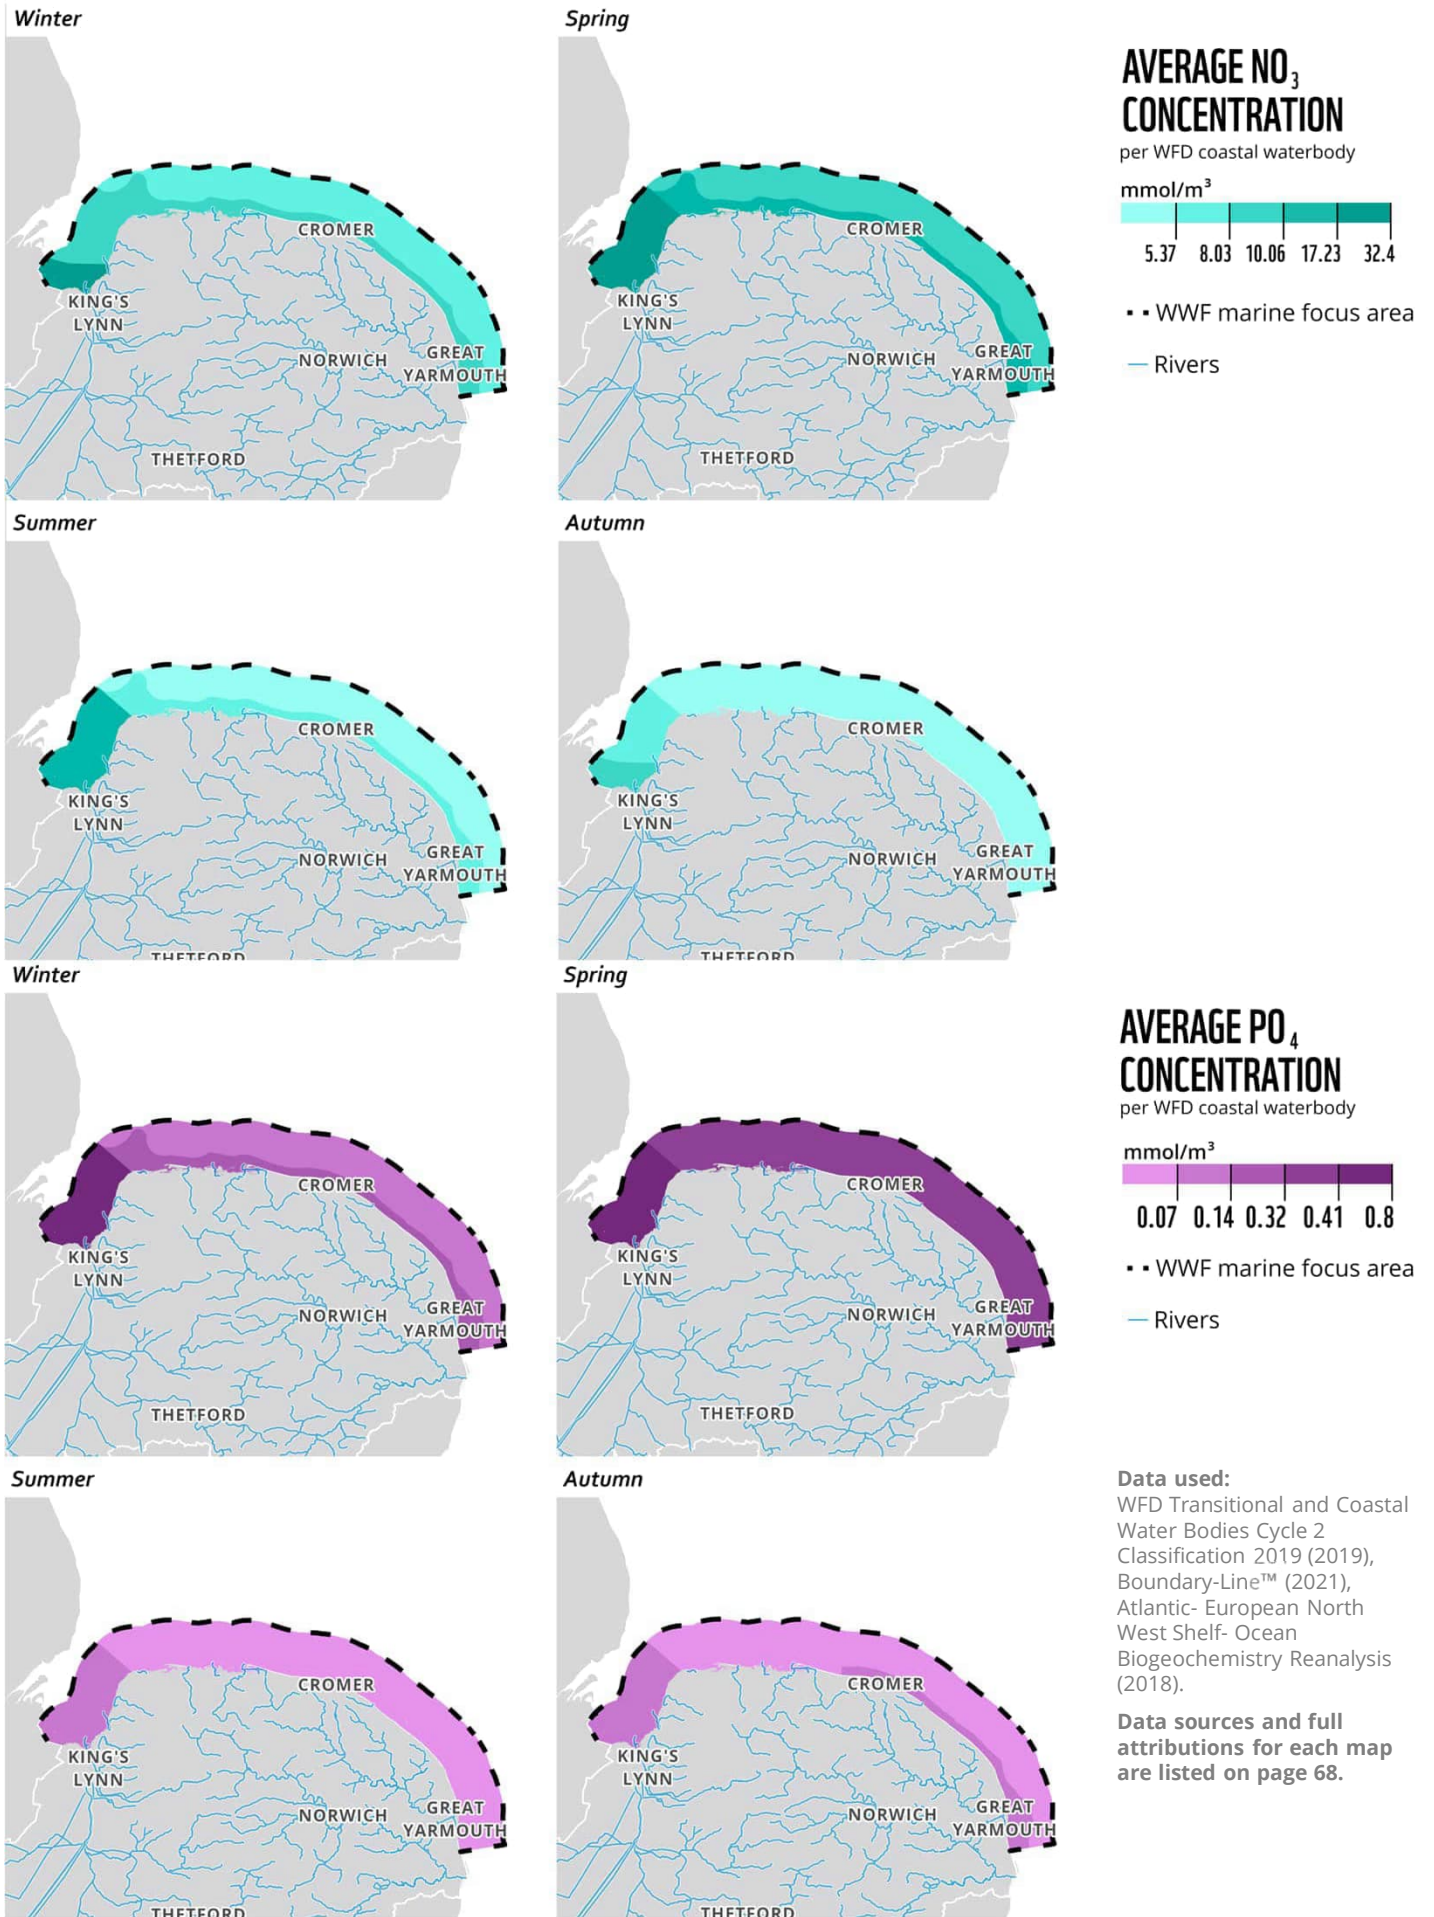 Winter
Spring
AVERAGE NO3
CONCENTRATION
per WFD coastal waterbody
mmol/m³
5.37 8.03 10.06 17.23 32.4
WWF marine focus area
Rivers
CROMER
KING'S
LYNN
NORWICH
GREAT
YARMOUTH
THETFORD
CROMER
KING'S
LYNN
NORWICH
GREAT
YARMOUTH
THETFORD
Summer
Autumn
CROMER
KING'S
LYNN
NORWICH
GREAT
YARMOUTH
THETFORD
CROMER
KING'S
LYNN
NORWICH
GREAT
YARMOUTH
THETFORD
Winter
Spring
AVERAGE PO4
CONCENTRATION
per WFD coastal waterbody
mmol/m³
0.07 0.14 0.32 0.41 0.8
WWF marine focus area
Rivers
CROMER
KING'S
LYNN
NORWICH
GREAT
YARMOUTH
THETFORD
CROMER
KING'S
LYNN
NORWICH
GREAT
YARMOUTH
THETFORD
Summer
Autumn
CROMER
KING'S
LYNN
NORWICH
GREAT
YARMOUTH
THETFORD
CROMER
KING'S
LYNN
NORWICH
GREAT
YARMOUTH
THETFORD
Data used:
WFD Transitional and Coastal
Water Bodies Cycle 2
Classification 2019 (2019),
Boundary-Line™ (2021),
Atlantic- European North
West Shelf- Ocean
Biogeochemistry Reanalysis
(2018).
Data sources and full
attributions for each map
are listed on page 68.